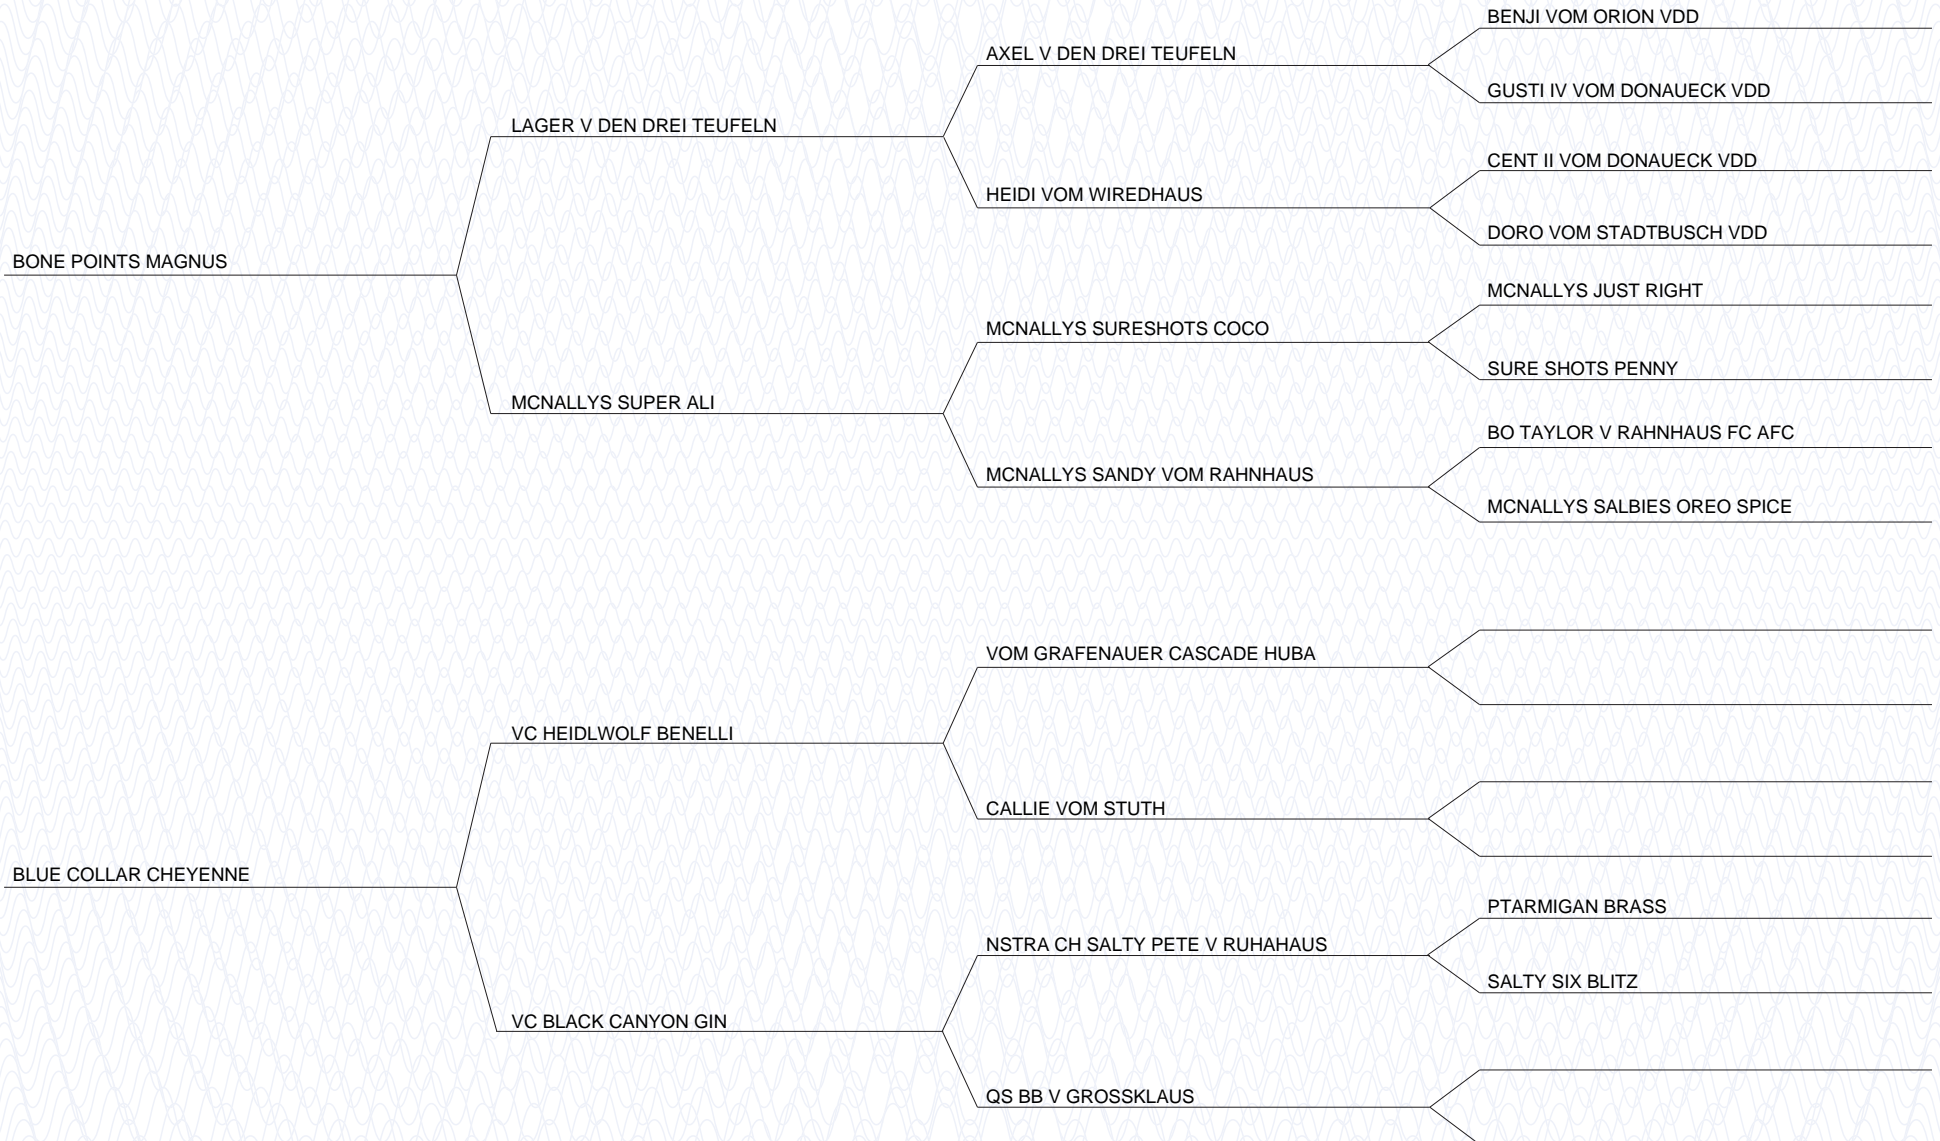 BENJI VOM ORION VDD
AXEL V DEN DREI TEUFELN
GUSTI IV VOM DONAUECK VDD
LAGER V DEN DREI TEUFELN
CENT II VOM DONAUECK VDD
HEIDI VOM WIREDHAUS
DORO VOM STADTBUSCH VDD
BONE POINTS MAGNUS
MCNALLYS JUST RIGHT
MCNALLYS SURESHOTS COCO
SURE SHOTS PENNY
MCNALLYS SUPER ALI
BO TAYLOR V RAHNHAUS FC AFC
MCNALLYS SANDY VOM RAHNHAUS
MCNALLYS SALBIES OREO SPICE
VOM GRAFENAUER CASCADE HUBA
VC HEIDLWOLF BENELLI
CALLIE VOM STUTH
BLUE COLLAR CHEYENNE
PTARMIGAN BRASS
NSTRA CH SALTY PETE V RUHAHAUS
SALTY SIX BLITZ
VC BLACK CANYON GIN
QS BB V GROSSKLAUS